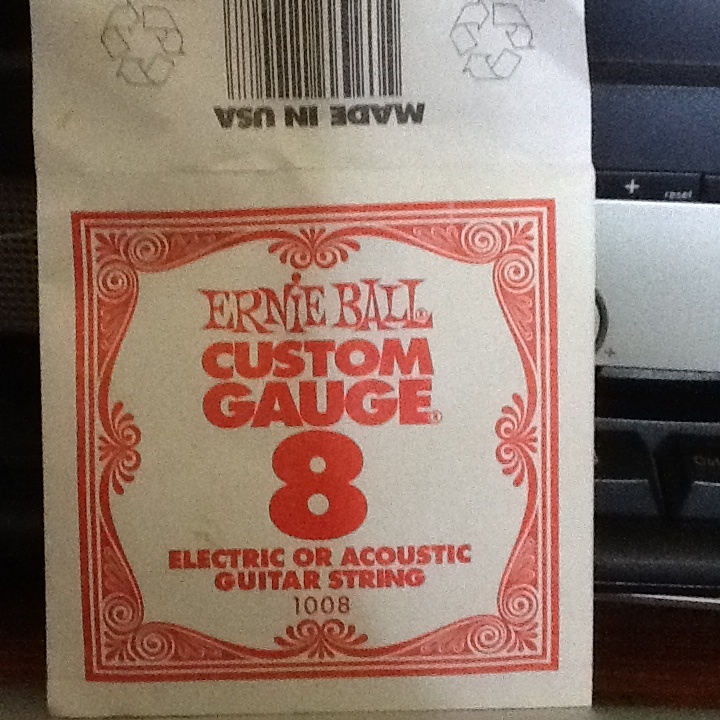 MADE IN USA
ERNiE BALL®
CUSTOM
GAUGE®
8
ELECTRIC OR ACOUSTIC
GUITAR STRING
1008
+
reset
+